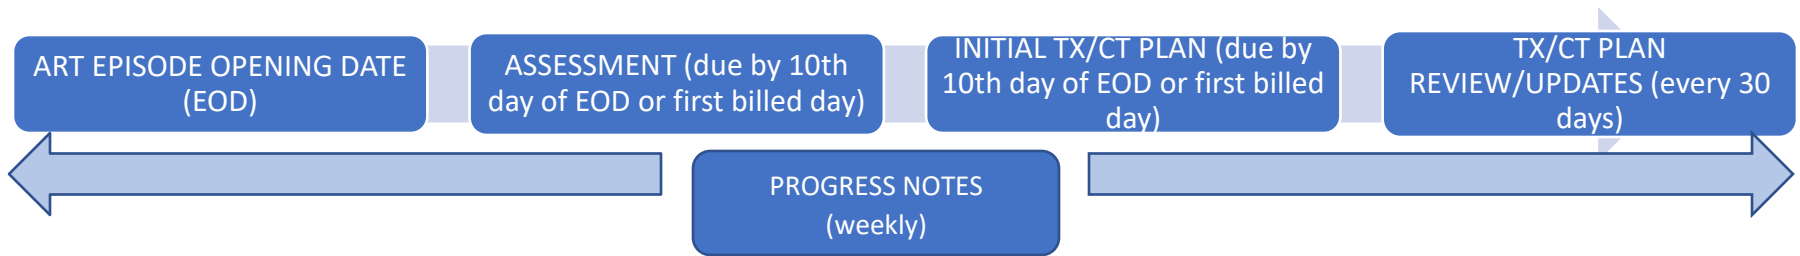 ART EPISODE OPENING DATE
(EOD)
ASSESSMENT (due by 10th
day of EOD or first billed day)
INITIAL TX/CT PLAN (due by
10th day of EOD or first billed
day)
TX/CT PLAN
REVIEW/UPDATES (every 30
days)
PROGRESS NOTES
(weekly)